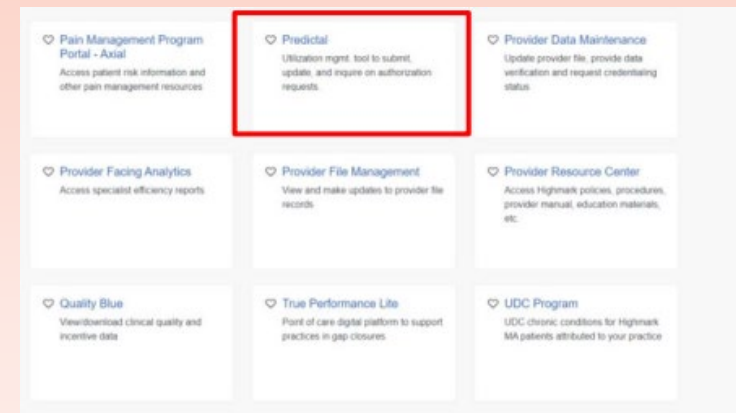 Pain Management Program
Portal - Axial
Access patient risk information and
other pain management resources
Predictal
Utilization mgmt. tool to submit,
update, and inquire on authorization
requests.
Provider Data Maintenance
Update provider file, provide data
verification and request credentialing
status
Provider Facing Analytics
Access specialist efficiency reports
Provider File Management
View and make updates to provider file
records
Provider Resource Center
Access Highmark policies, procedures,
provider manual, education materials,
etc.
Quality Blue
View/download clinical quality and
incentive data
True Performance Lite
Point of care digital platform to support
practices in gap closures
UDC Program
UDC chronic conditions for Highmark
MA patients attributed to your practice